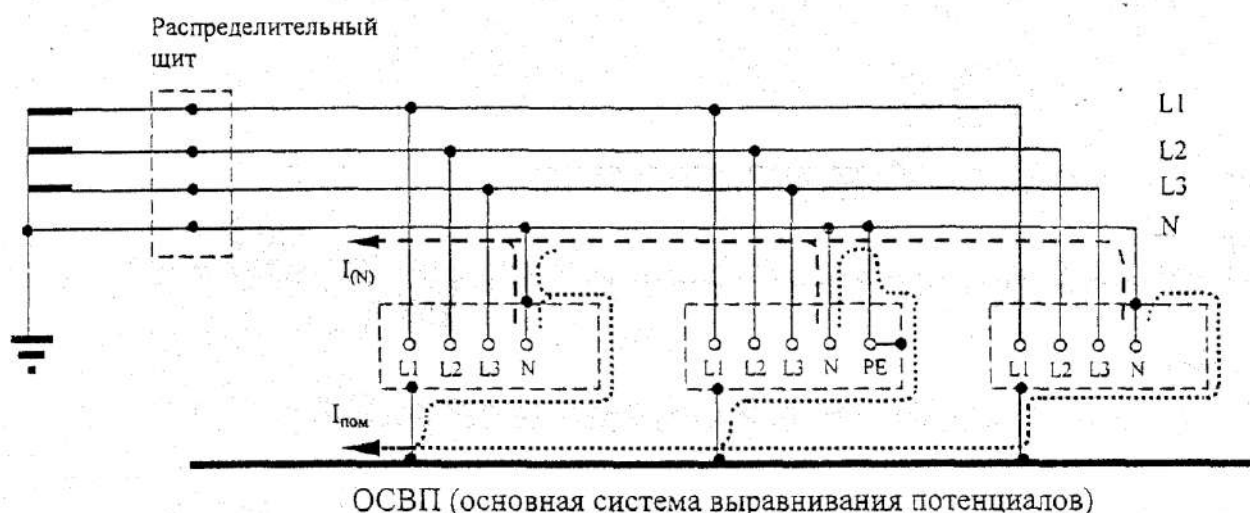 Распределительный
щит
L1
L2
L3
N
I(N)
L1 L2 L3 N
L1 L2 L3 N PE
L1 L2 L3 N
Iпом
ОСВП (основная система выравнивания потенциалов)